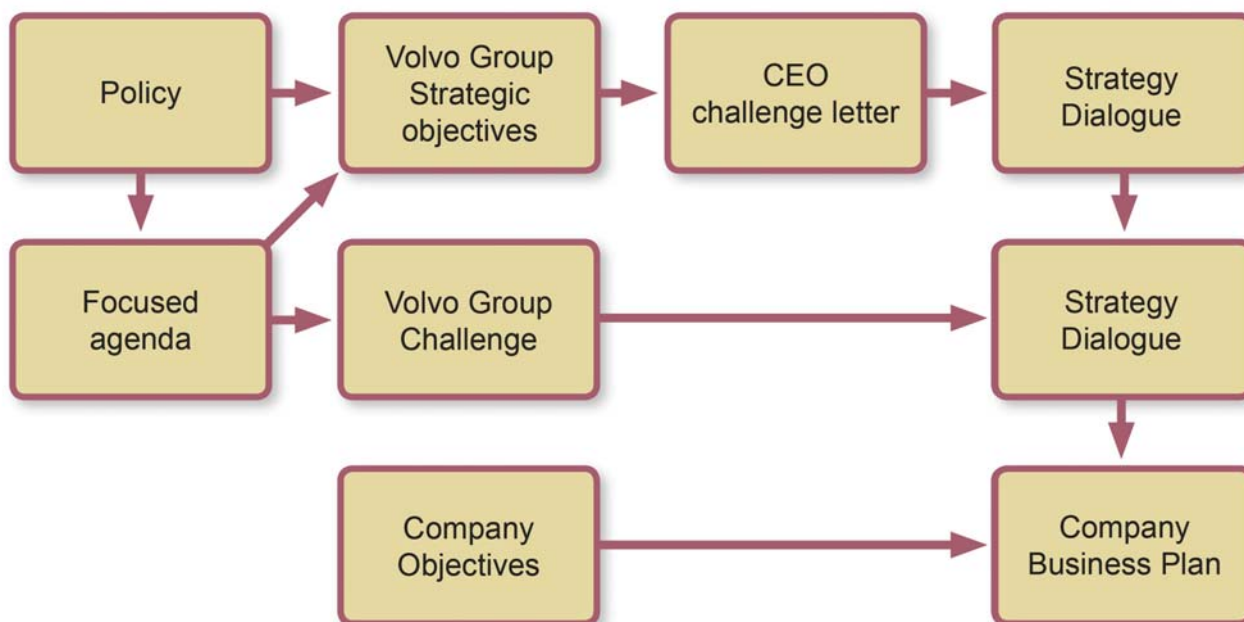 Policy
Volvo Group
Strategic
objectives
CEO
challenge letter
Strategy
Dialogue
Focused
agenda
Volvo Group
Challenge
Strategy
Dialogue
Company
Objectives
Company
Business Plan